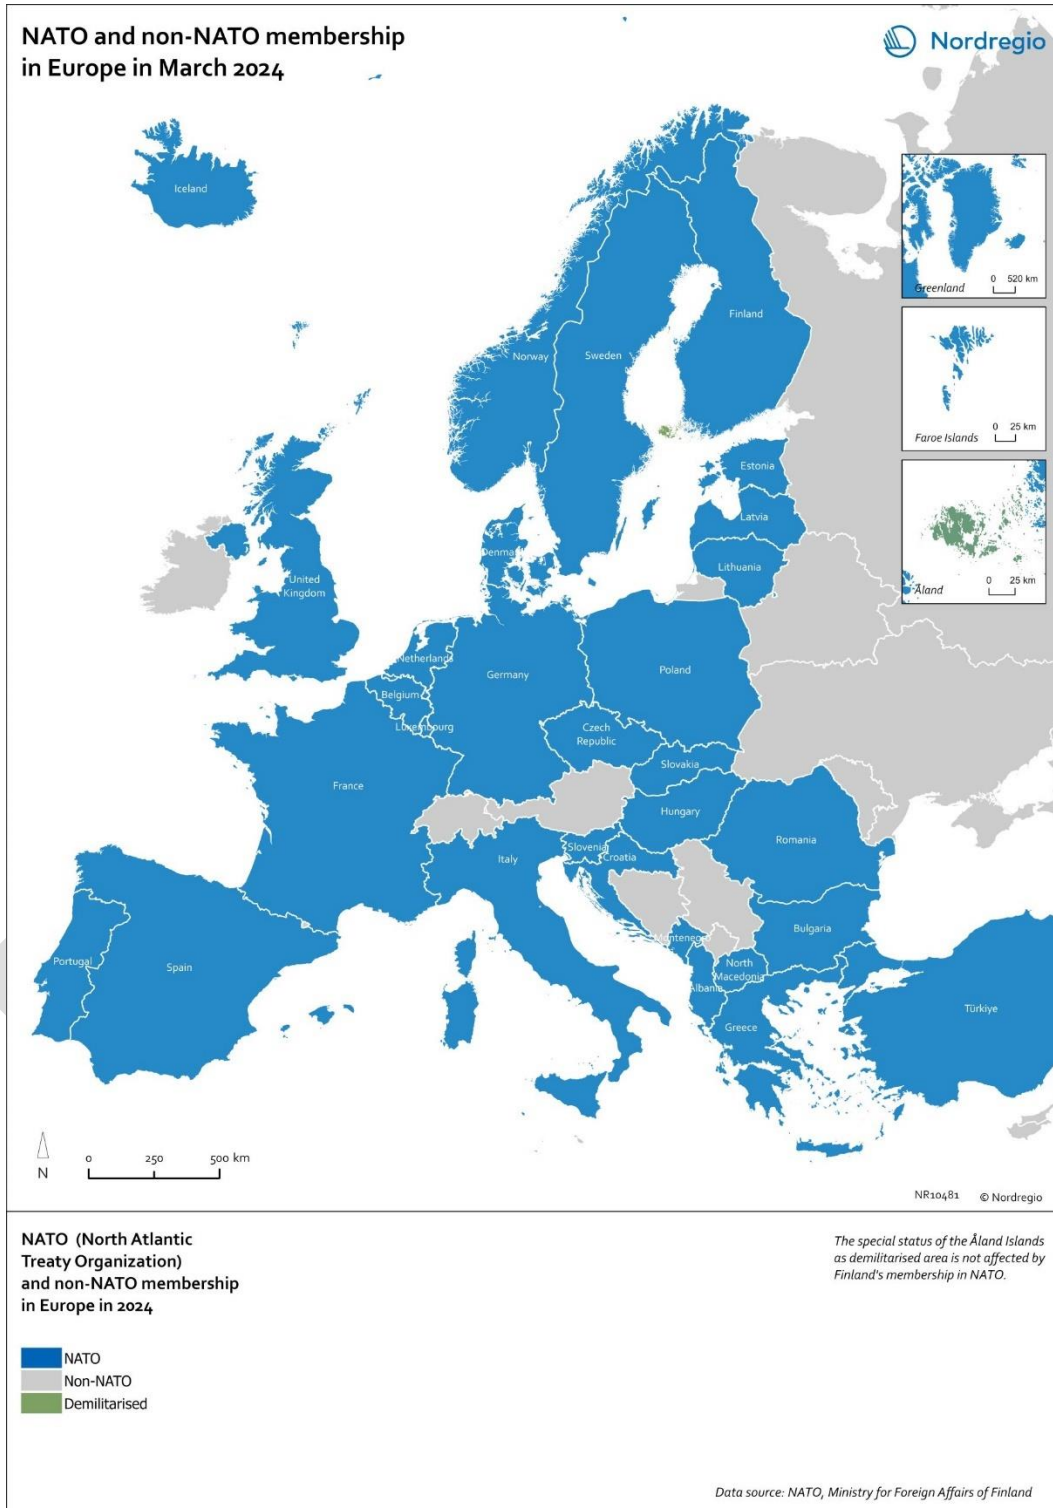 NATO and non-NATO membership
in Europe in March 2024
Nordregio
Iceland
Norway
Sweden
Finland
Estonia
Latvia
Lithuania
Denmark
United
Kingdom
Netherlands
Belgium
Luxembourg
Germany
Poland
Czech
Republic
Slovakia
France
Hungary
Romania
Slovenia
Croatia
Italy
Bulgaria
Montenegro
North
Macedonia
Albania
Greece
Türkiye
Portugal
Spain
0 520 km
Greenland
0 25 km
Faroe Islands
0 25 km
Åland
N
0 250 500 km
NR10481 © Nordregio
NATO (North Atlantic
Treaty Organization)
and non-NATO membership
in Europe in 2024
NATO
Non-NATO
Demilitarised
The special status of the Åland Islands
as demilitarised area is not affected by
Finland's membership in NATO.
Data source: NATO, Ministry for Foreign Affairs of Finland